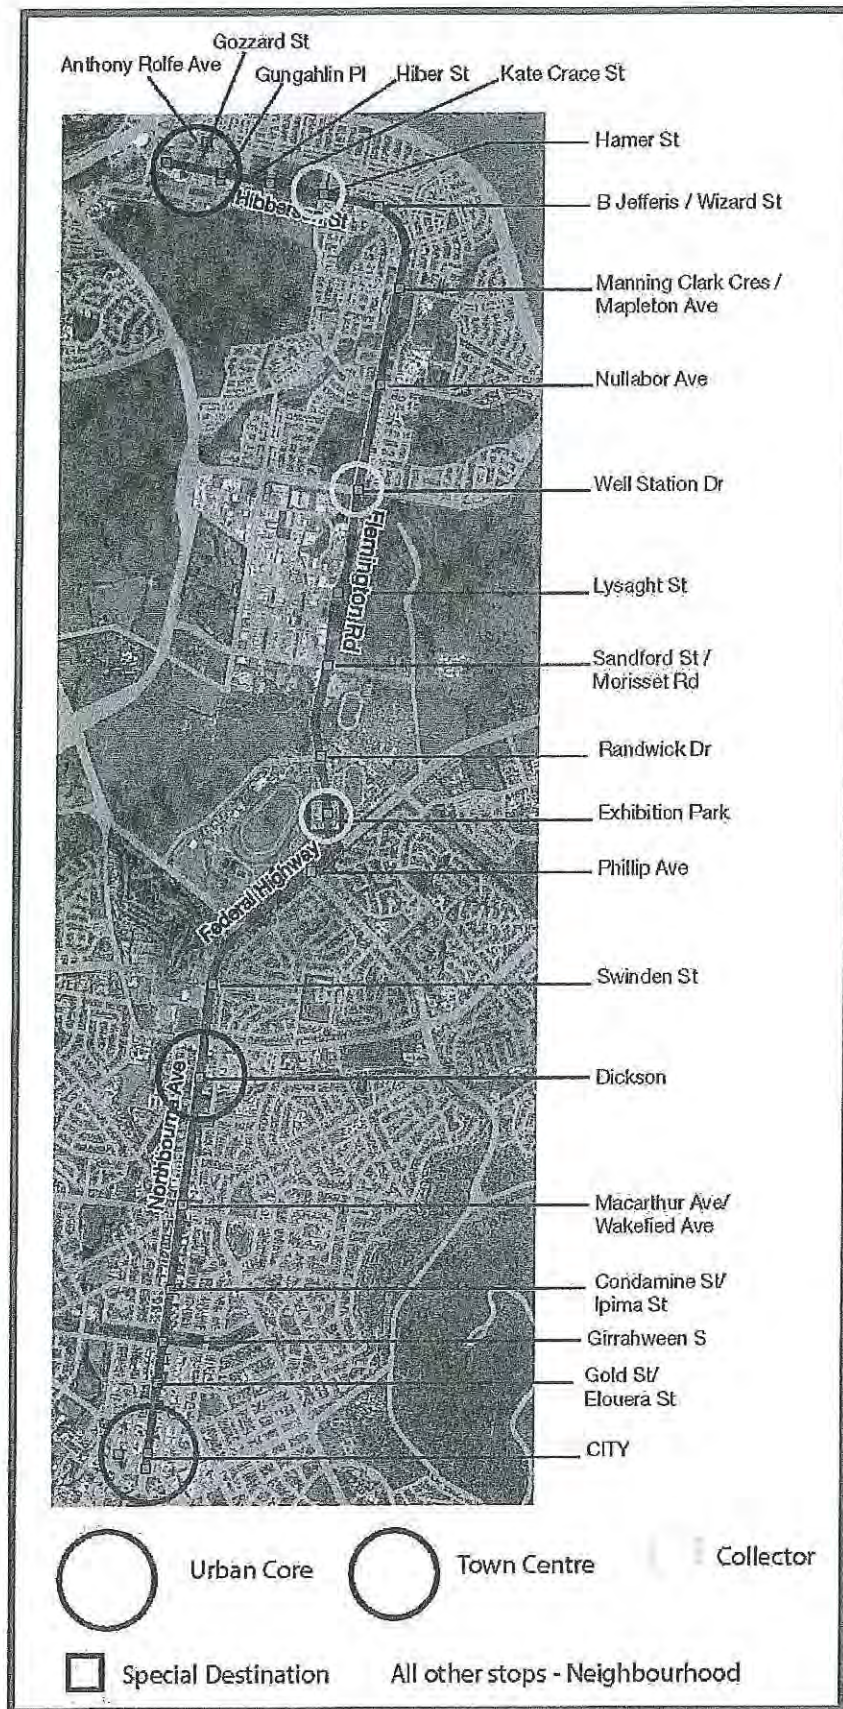 Gozzard St
Anthony Rolfe Ave
Gungahlin Pl
Hiber St
Kate Crace St
Hamer St
B Jefferis / Wizard St
Manning Clark Cres /
Mapleton Ave
Nullabor Ave
Well Station Dr
Flemington Rd
Lysaght St
Sandford St /
Morisset Rd
Randwick Dr
Exhibition Park
Federal Highway
Phillip Ave
Swinden St
Dickson
Northbourne Ave
Macarthur Ave/
Wakefied Ave
Condamine St/
Ipima St
Girrahween S
Gold St/
Elouera St
CITY
Urban Core
Town Centre
Collector
Special Destination
All other stops - Neighbourhood